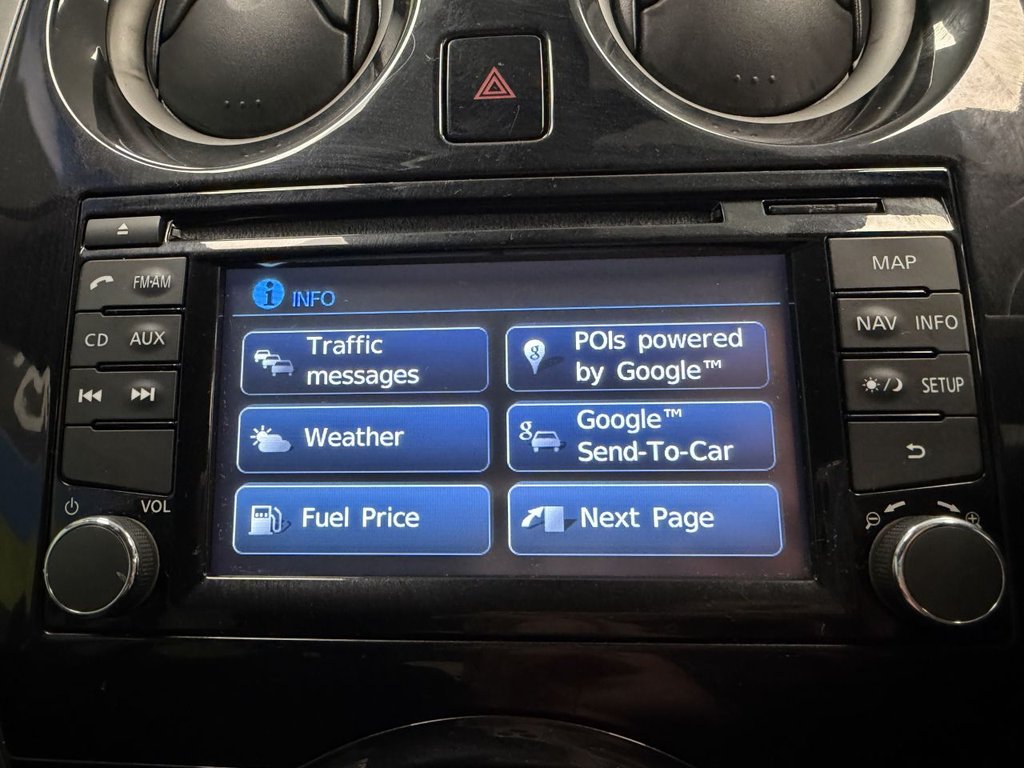 FM·AM
CD AUX
VOL
i INFO
Traffic
messages
POIs powered
by Google™
Weather
g Google™
Send-To-Car
Fuel Price
Next Page
MAP
NAV INFO
SETUP